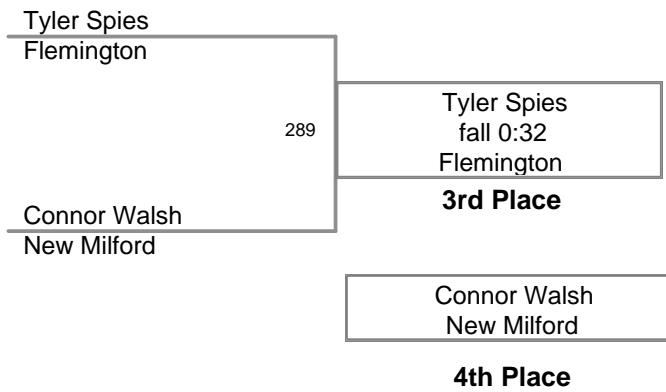 Tyler Spies
Flemington
289
Tyler Spies
fall 0:32
Flemington
3rd Place
Connor Walsh
New Milford
Connor Walsh
New Milford
4th Place